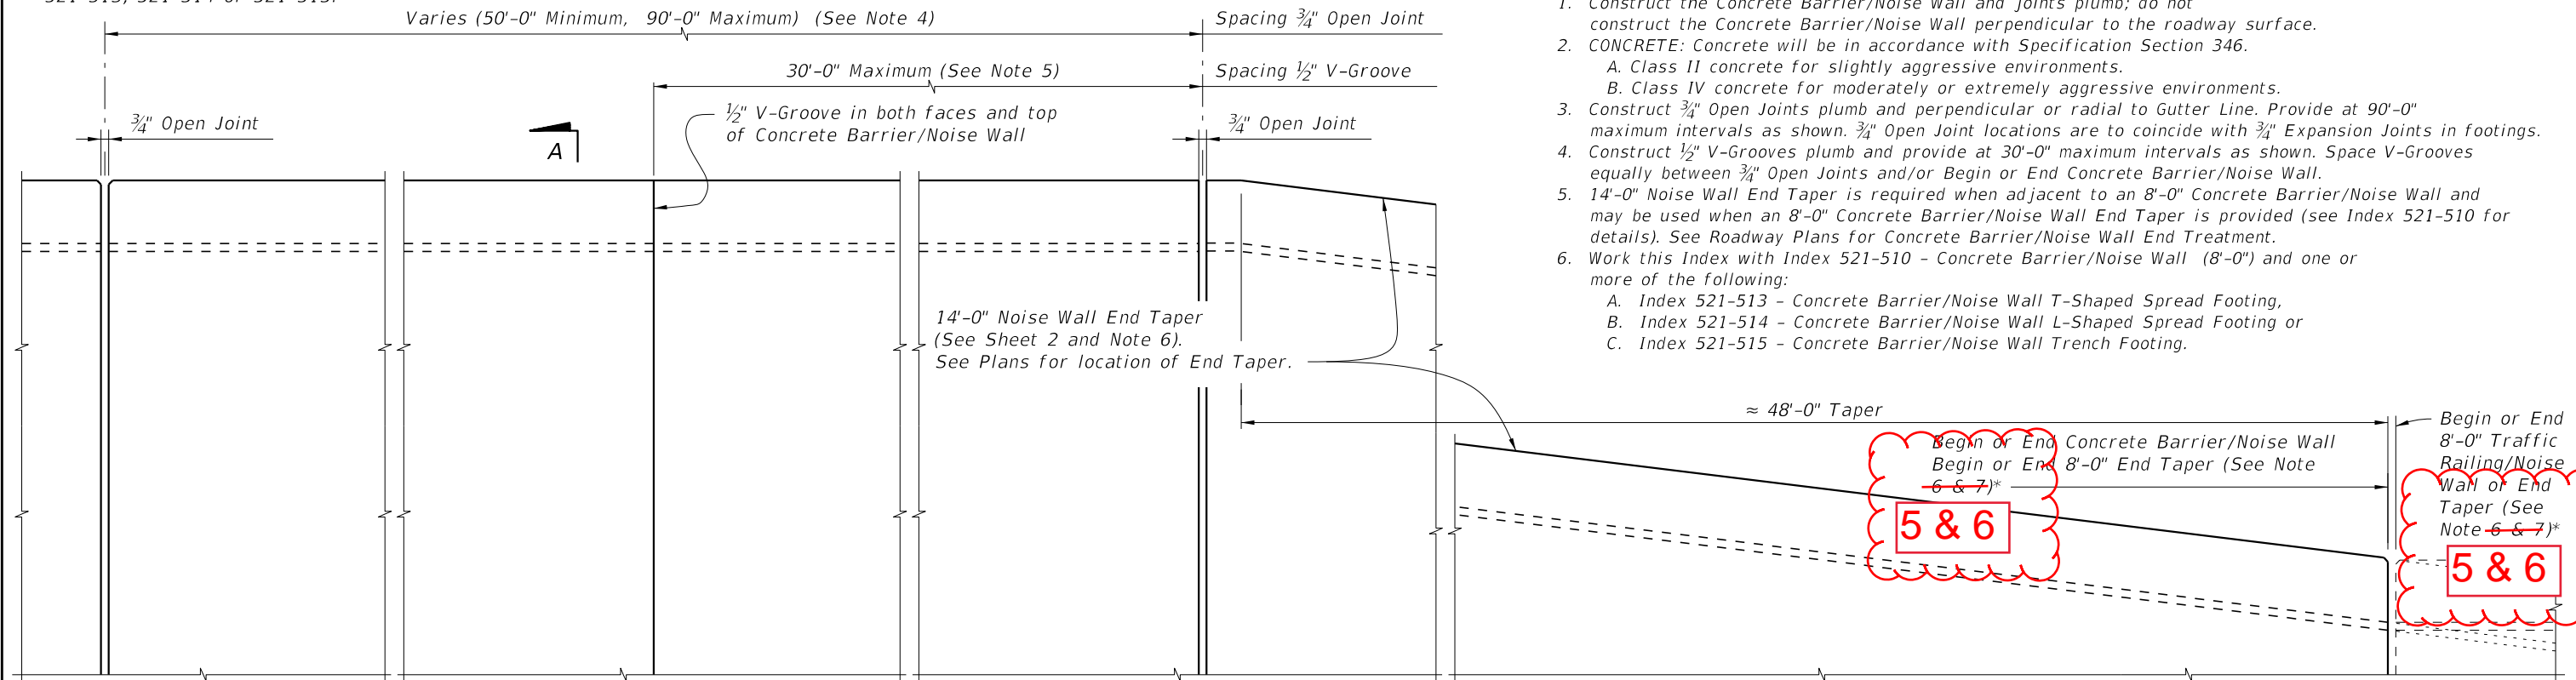 521-513, 521-514 or 521-515.
Varies (50'-0" Minimum, 90'-0" Maximum) (See Note 4)
Spacing ¾" Open Joint
30'-0" Maximum (See Note 5)
Spacing ½" V-Groove
¾" Open Joint
A
½" V-Groove in both faces and top
of Concrete Barrier/Noise Wall
¾" Open Joint
14'-0" Noise Wall End Taper
(See Sheet 2 and Note 6).
See Plans for location of End Taper.
1. Construct the Concrete Barrier/Noise Wall and Joints plumb; do not
construct the Concrete Barrier/Noise Wall perpendicular to the roadway surface.
2. CONCRETE: Concrete will be in accordance with Specification Section 346.
A. Class II concrete for slightly aggressive environments.
B. Class IV concrete for moderately or extremely aggressive environments.
3. Construct ¾" Open Joints plumb and perpendicular or radial to Gutter Line. Provide at 90'-0"
maximum intervals as shown. ¾" Open Joint locations are to coincide with ¾" Expansion Joints in footings.
4. Construct ½" V-Grooves plumb and provide at 30'-0" maximum intervals as shown. Space V-Grooves
equally between ¾" Open Joints and/or Begin or End Concrete Barrier/Noise Wall.
5. 14'-0" Noise Wall End Taper is required when adjacent to an 8'-0" Concrete Barrier/Noise Wall and
may be used when an 8'-0" Concrete Barrier/Noise Wall End Taper is provided (see Index 521-510 for
details). See Roadway Plans for Concrete Barrier/Noise Wall End Treatment.
6. Work this Index with Index 521-510 - Concrete Barrier/Noise Wall (8'-0") and one or
more of the following:
A. Index 521-513 - Concrete Barrier/Noise Wall T-Shaped Spread Footing,
B. Index 521-514 - Concrete Barrier/Noise Wall L-Shaped Spread Footing or
C. Index 521-515 - Concrete Barrier/Noise Wall Trench Footing.
≈ 48'-0" Taper
Begin or End Concrete Barrier/Noise Wall
Begin or End 8'-0" End Taper (See Note
6 & 7)*
5 & 6
Begin or End
8'-0" Traffic
Railing/Noise
Wall or End
Taper (See
Note 6 & 7)*
5 & 6